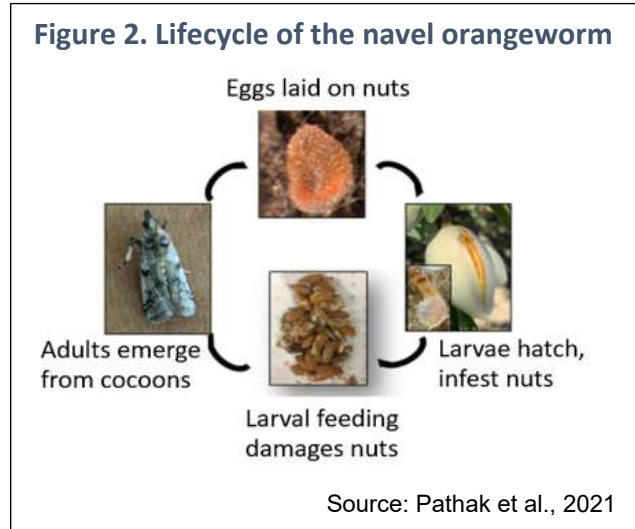 Figure 2. Lifecycle of the navel orangeworm
Eggs laid on nuts
Adults emerge
from cocoons
Larvae hatch,
infest nuts
Larval feeding
damages nuts
Source: Pathak et al., 2021